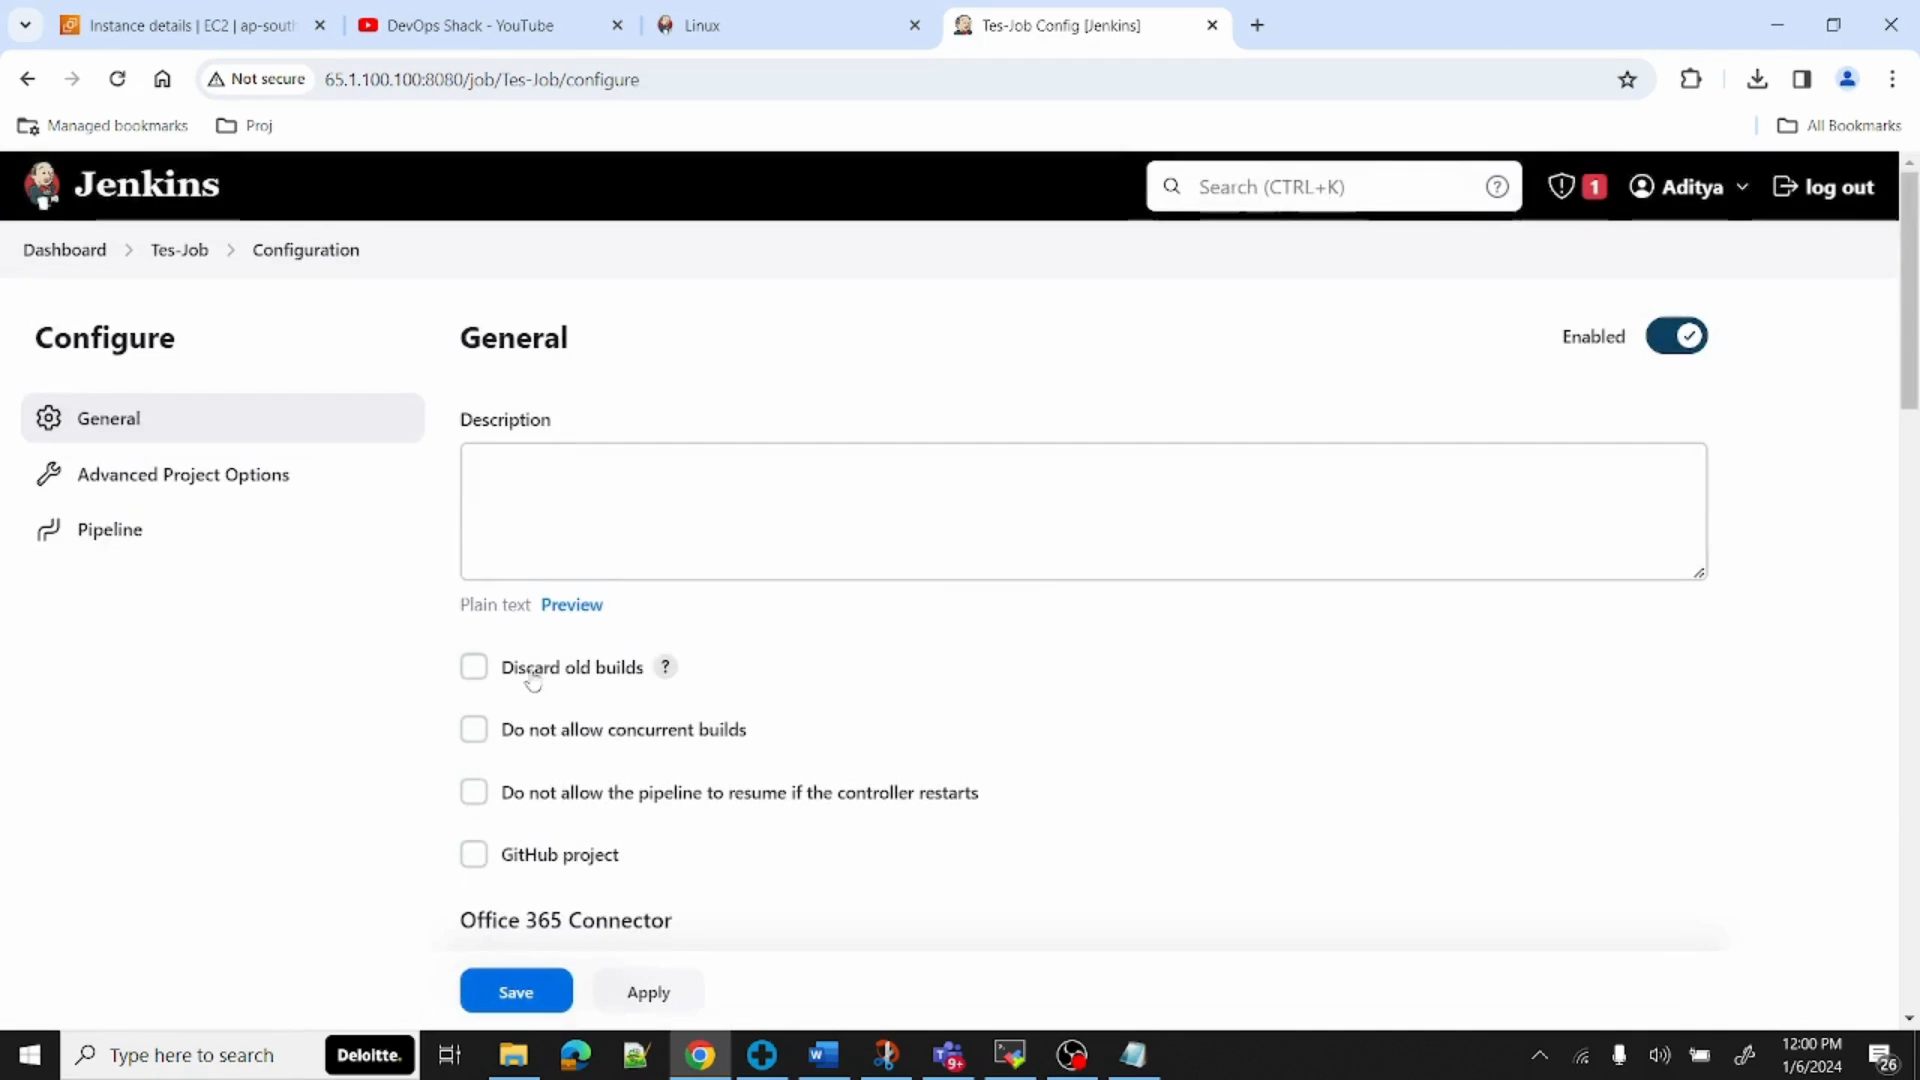 Instance details | EC2 | ap-south
DevOps Shack - YouTube
Linux
Tes-Job Config [Jenkins]
Not secure
65.1.100.100:8080/job/Tes-Job/configure
Managed bookmarks
Proj
All Bookmarks
Jenkins
Search (CTRL+K)
?
1
Aditya
log out
Dashboard
Tes-Job
Configuration
Configure
General
Enabled
General
Advanced Project Options
Pipeline
Description
Plain text Preview
Discard old builds ?
Do not allow concurrent builds
Do not allow the pipeline to resume if the controller restarts
GitHub project
Office 365 Connector
Save
Apply
Type here to search
Deloitte.
9+
12:00 PM
1/6/2024
26